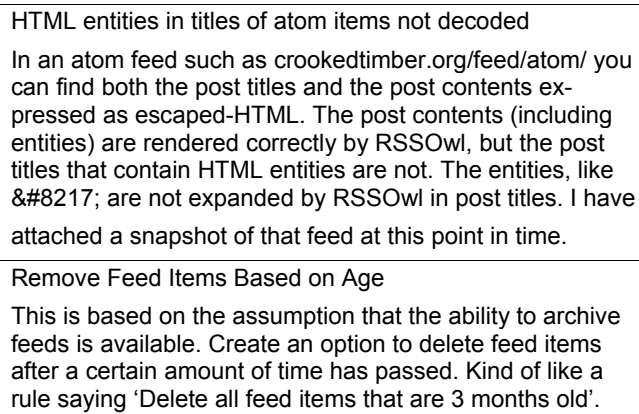 HTML entities in titles of atom items not decoded
In an atom feed such as crookedtimber.org/feed/atom/ you
can find both the post titles and the post contents ex-
pressed as escaped-HTML. The post contents (including
entities) are rendered correctly by RSSOwl, but the post
titles that contain HTML entities are not. The entities, like
&#8217; are not expanded by RSSOwl in post titles. I have
attached a snapshot of that feed at this point in time.
Remove Feed Items Based on Age
This is based on the assumption that the ability to archive
feeds is available. Create an option to delete feed items
after a certain amount of time has passed. Kind of like a
rule saying ‘Delete all feed items that are 3 months old’.